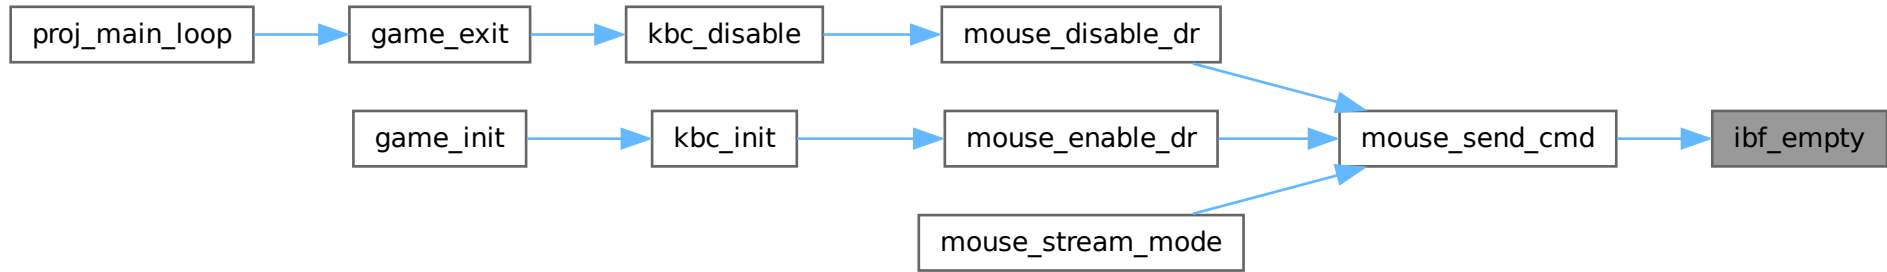 proj_main_loop
game_exit
kbc_disable
mouse_disable_dr
game_init
kbc_init
mouse_enable_dr
mouse_send_cmd
ibf_empty
mouse_stream_mode